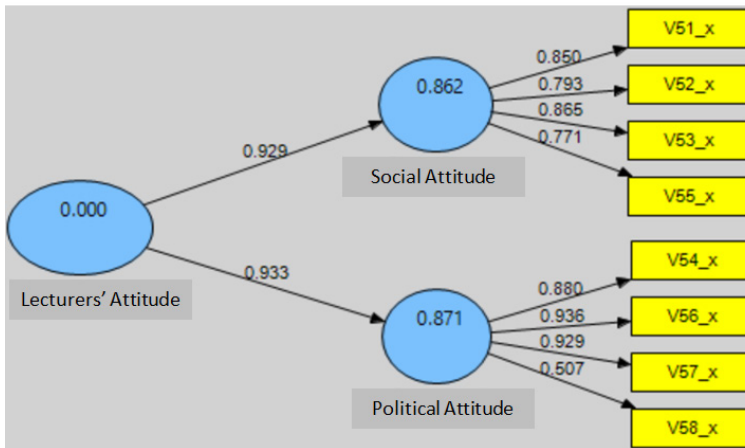 V51_x
0.850
0.862
0.793
V52_x
0.865
0.771
V53_x
0.929
Social Attitude
V55_x
0.000
Lecturers’ Attitude
0.933
V54_x
0.880
0.871
0.936
V56_x
0.929
0.507
V57_x
Political Attitude
V58_x